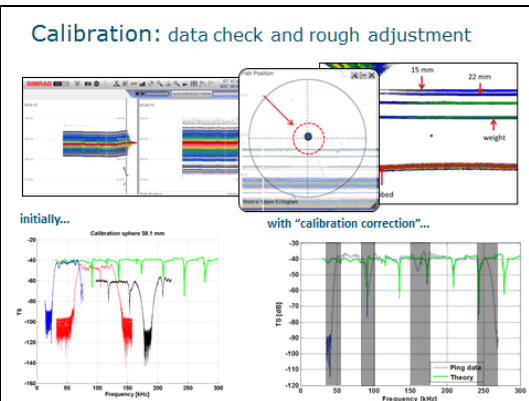 Calibration: data check and rough adjustment
SIMRAD
Fish Position
15 mm
22 mm
weight
Source: Upper Echogram
initially...
with "calibration correction"...
Calibration sphere 38.1 mm
TS
-20
-40
-60
-80
-100
-120
-140
-160
0
50
100
150
200
250
300
Frequency [kHz]
TS [dB]
-30
-40
-50
-60
-70
-80
-90
-100
-110
-120
0
50
100
150
200
250
300
Ping data
Theory
Frequency [kHz]